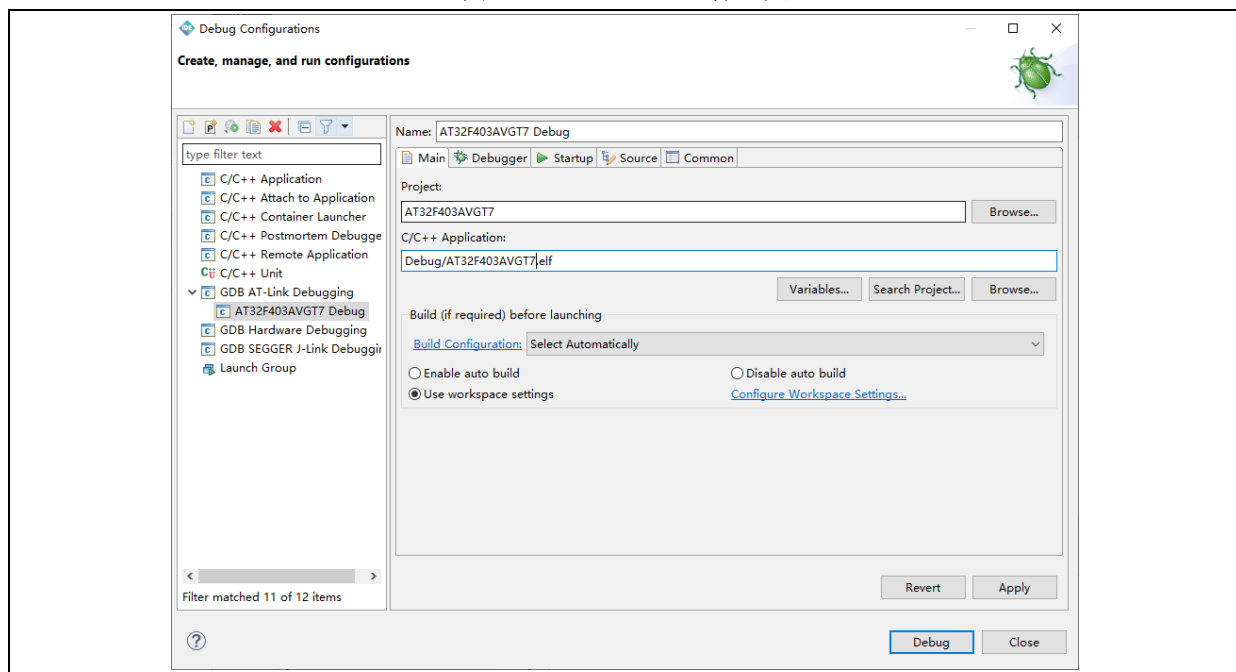 Debug Configurations
Create, manage, and run configurations
type filter text
C/C++ Application
C/C++ Attach to Application
C/C++ Container Launcher
C/C++ Postmortem Debugge
C/C++ Remote Application
C/C++ Unit
GDB AT-Link Debugging
AT32F403AVGT7 Debug
GDB Hardware Debugging
GDB SEGGER J-Link Debuggir
Launch Group
Filter matched 11 of 12 items
Name: AT32F403AVGT7 Debug
Main Debugger Startup Source Common
Project:
AT32F403AVGT7 Browse...
C/C++ Application:
Debug/AT32F403AVGT7.elf
Variables... Search Project... Browse...
Build (if required) before launching
Build Configuration: Select Automatically
Enable auto build Disable auto build
Use workspace settings Configure Workspace Settings...
Revert Apply
Debug Close